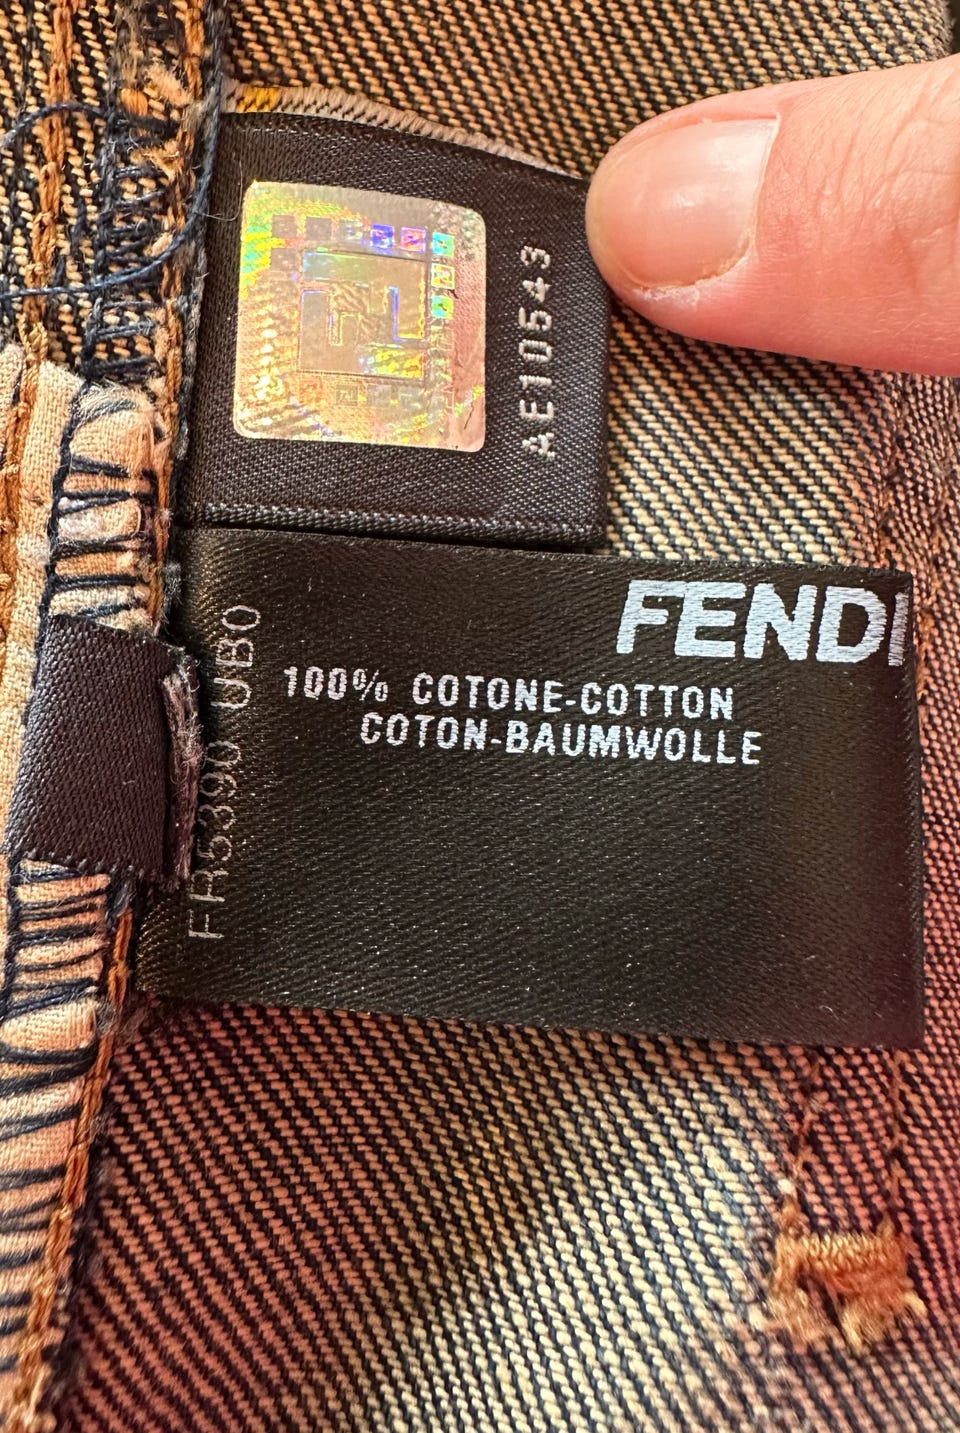 AE10543
FENDI
100% COTONE-COTTON
COTON-BAUMWOLLE
FR5390 UB0